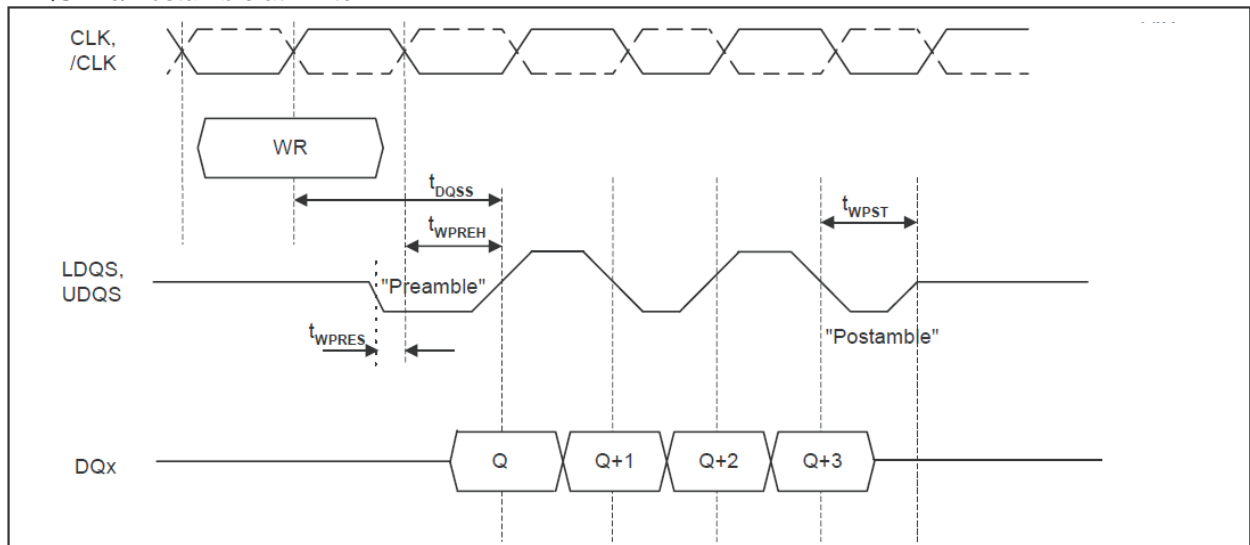 CLK,
/CLK
WR
tDQSS
tWPREH
tWPST
LDQS,
UDQS
"Preamble"
tWPRES
"Postamble"
DQx
Q
Q+1
Q+2
Q+3